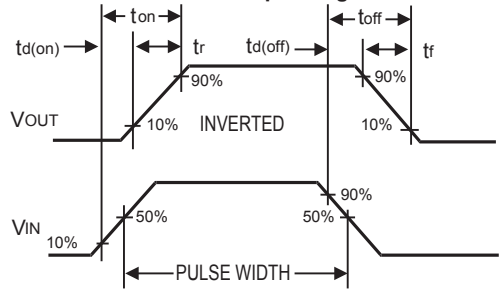 ton toff
td(on) tr td(off) tf
90% 90%
VOUT 10% INVERTED 10%
90%
VIN 50% 50%
10%
PULSE WIDTH